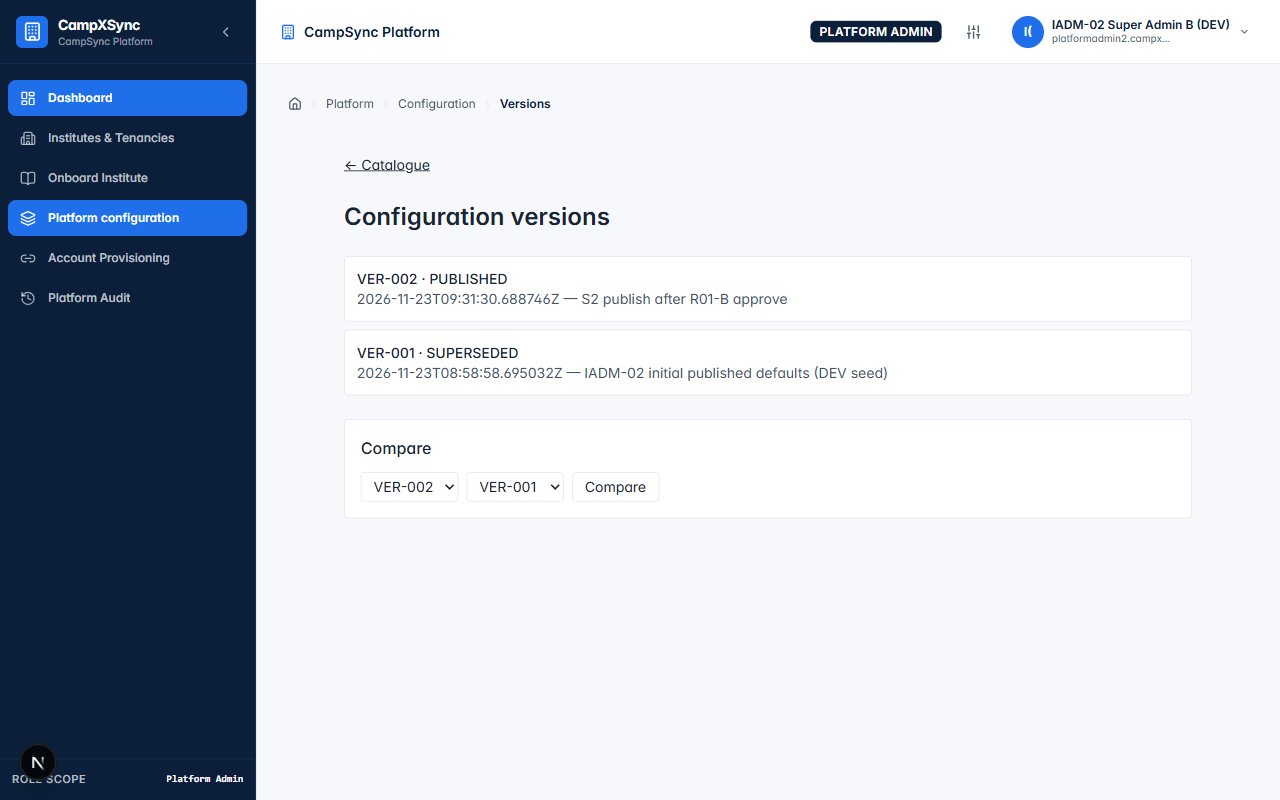 CampXSync
CampSync Platform
Dashboard
Institutes & Tenancies
Onboard Institute
Platform configuration
Account Provisioning
Platform Audit
N
ROLE SCOPE
Platform Admin
CampSync Platform
PLATFORM ADMIN
I(
IADM-02 Super Admin B (DEV)
platformadmin2.campx...
Platform
Configuration
Versions
← Catalogue
Configuration versions
VER-002 · PUBLISHED
2026-11-23T09:31:30.688746Z — S2 publish after R01-B approve
VER-001 · SUPERSEDED
2026-11-23T08:58:58.695032Z — IADM-02 initial published defaults (DEV seed)
Compare
VER-002
VER-001
Compare